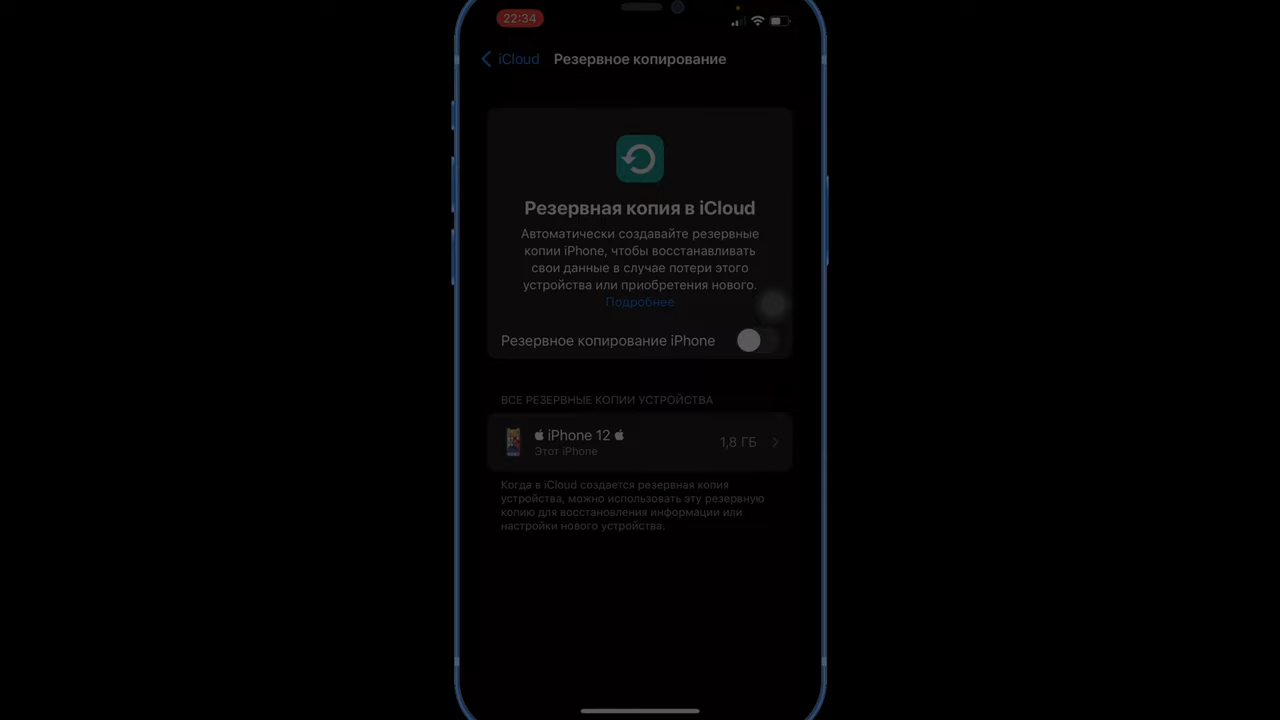 22:34
iCloud Резервное копирование
Резервная копия в iCloud
Автоматически создавайте резервные
копии iPhone, чтобы восстанавливать
свои данные в случае потери этого
устройства или приобретения нового.
Подробнее
Резервное копирование iPhone
ВСЕ РЕЗЕРВНЫЕ КОПИИ УСТРОЙСТВА
iPhone 12 1,8 ГБ
Этот iPhone
Когда в iCloud создается резервная копия
устройства, можно использовать эту резервную
копию для восстановления информации или
настройки нового устройства.